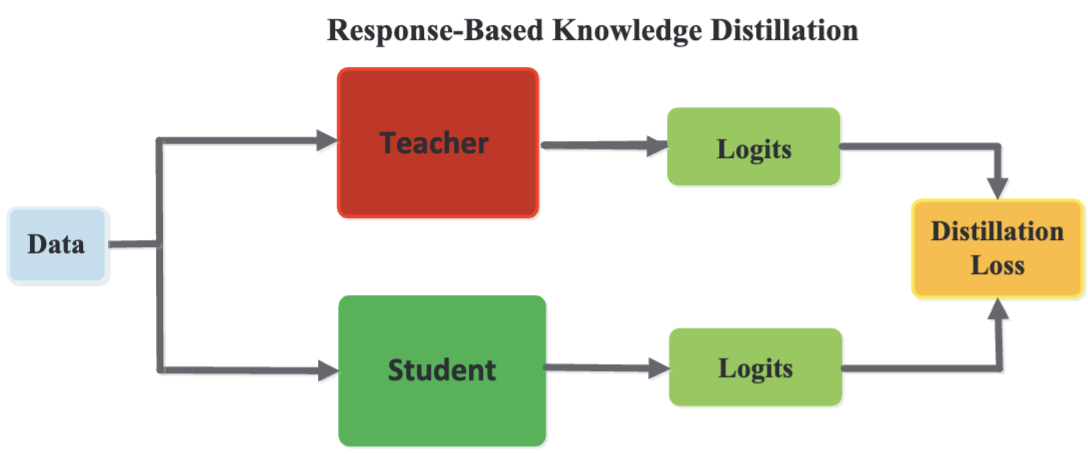 Response-Based Knowledge Distillation
Teacher
Logits
Data
Distillation
Loss
Student
Logits